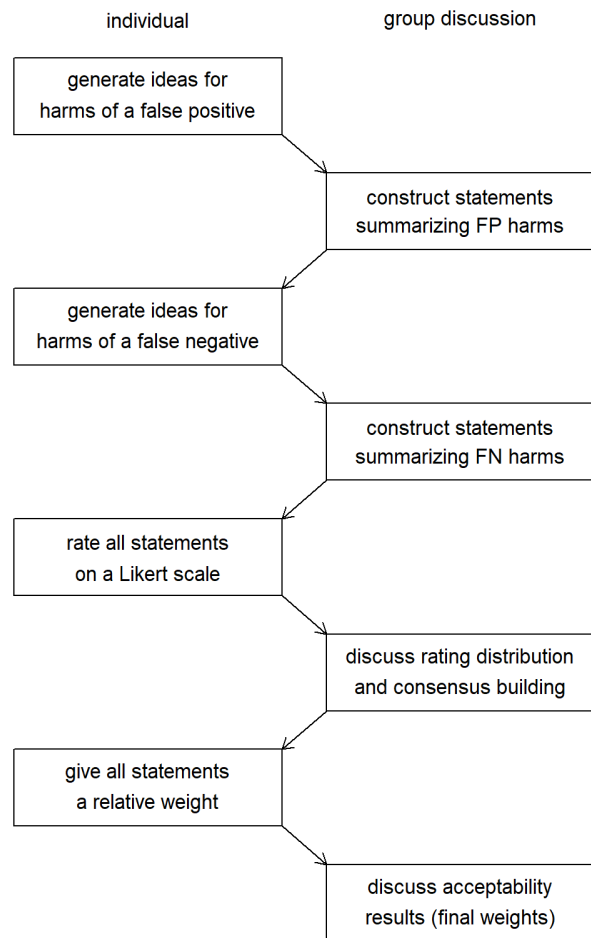 individual
group discussion
generate ideas for
harms of a false positive
construct statements
summarizing FP harms
generate ideas for
harms of a false negative
construct statements
summarizing FN harms
rate all statements
on a Likert scale
discuss rating distribution
and consensus building
give all statements
a relative weight
discuss acceptability
results (final weights)